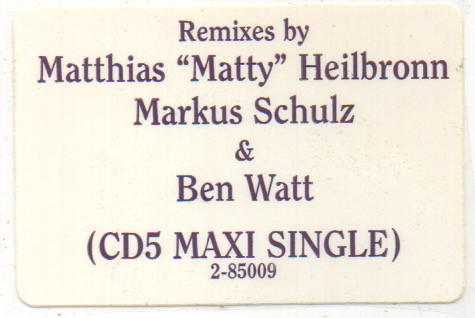 Remixes by
Matthias “Matty” Heilbronn
Markus Schulz
&
Ben Watt
(CD5 MAXI SINGLE)
2-85009